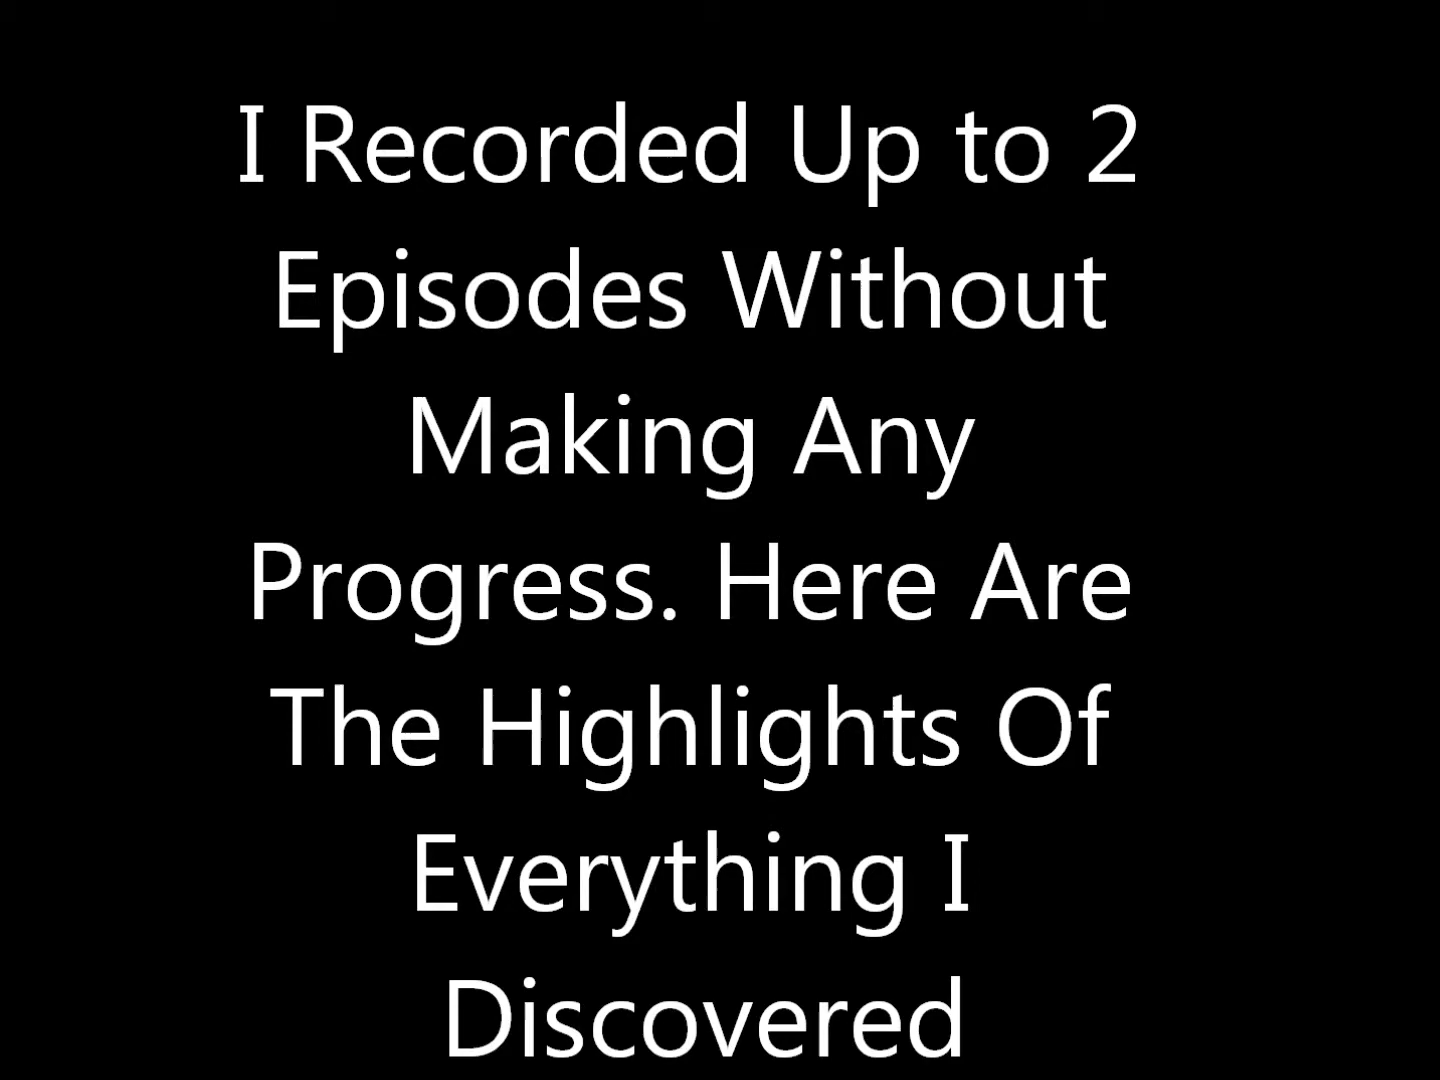 I Recorded Up to 2
Episodes Without
Making Any
Progress. Here Are
The Highlights Of
Everything I
Discovered